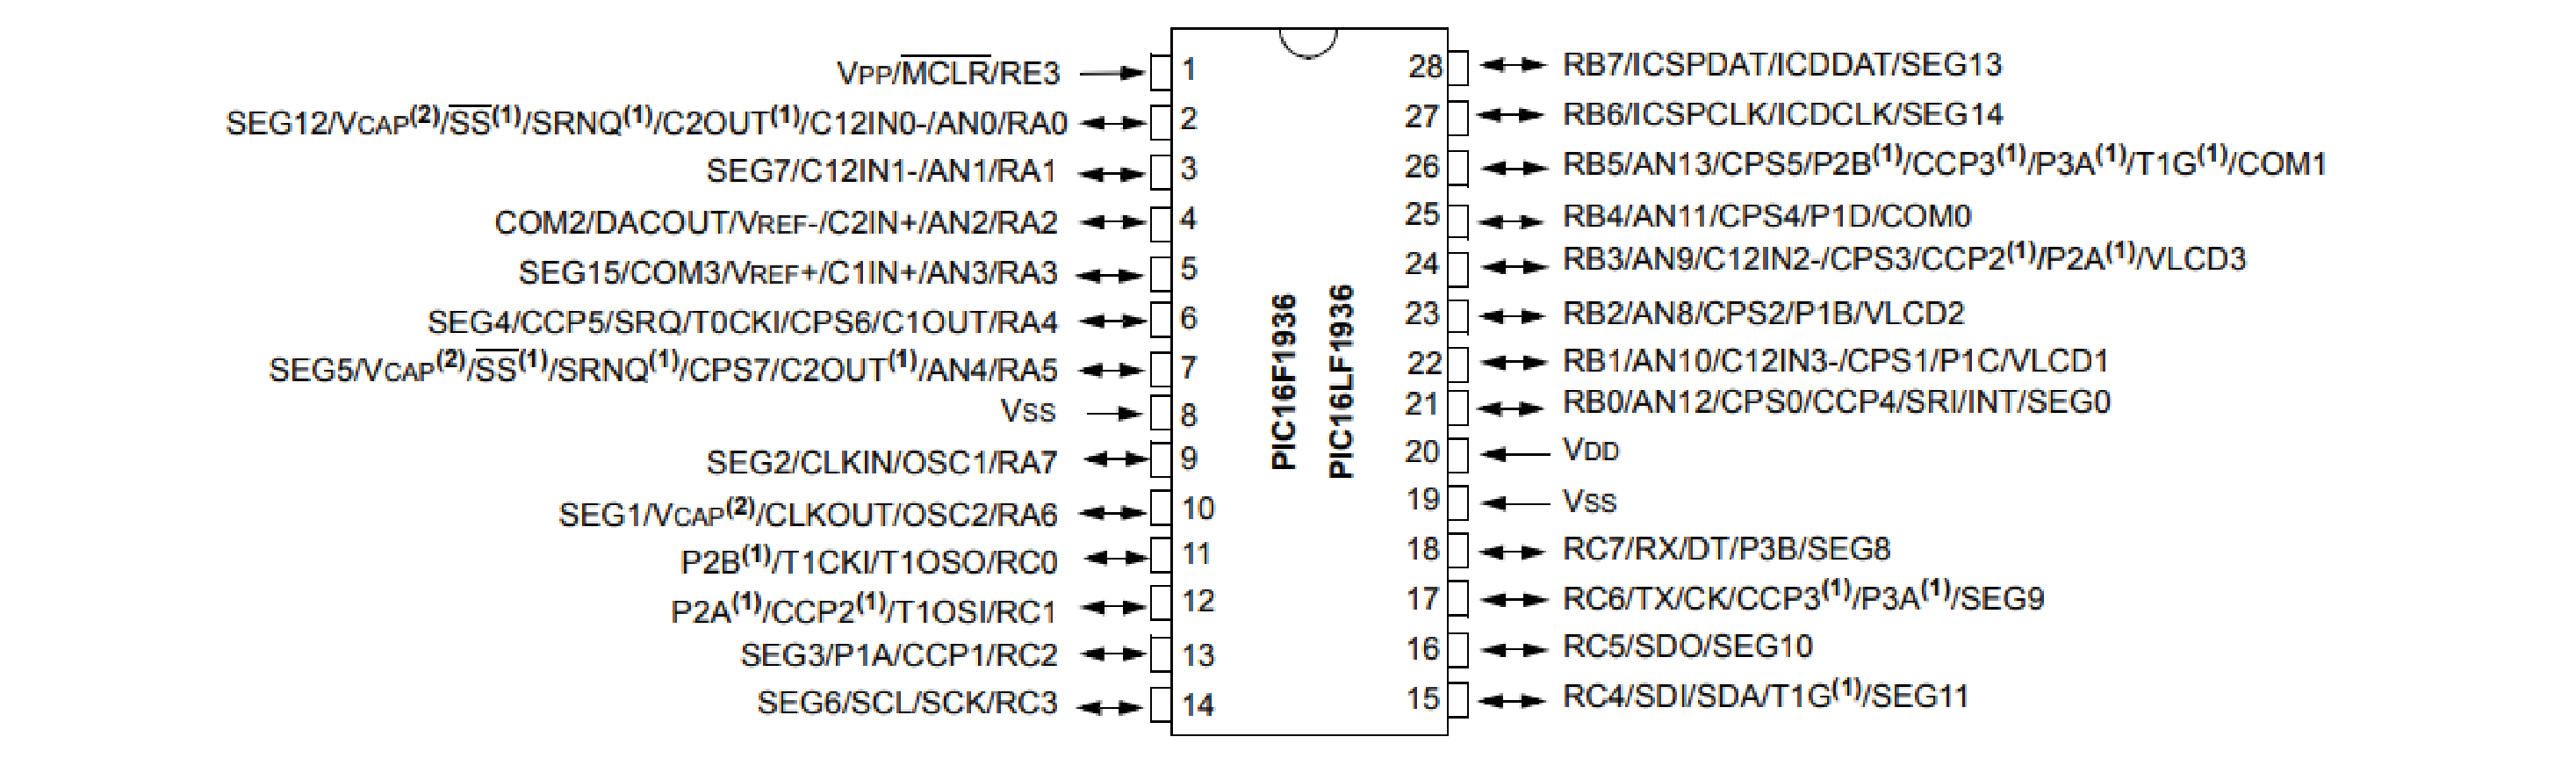 VPP/MCLR/RE3 1
SEG12/VCAP(2)/SS(1)/SRNQ(1)/C2OUT(1)/C12IN0-/AN0/RA0 2
SEG7/C12IN1-/AN1/RA1 3
COM2/DACOUT/VREF-/C2IN+/AN2/RA2 4
SEG15/COM3/VREF+/C1IN+/AN3/RA3 5
SEG4/CCP5/SRQ/T0CKI/CPS6/C1OUT/RA4 6
SEG5/VCAP(2)/SS(1)/SRNQ(1)/CPS7/C2OUT(1)/AN4/RA5 7
VSS 8
SEG2/CLKIN/OSC1/RA7 9
SEG1/VCAP(2)/CLKOUT/OSC2/RA6 10
P2B(1)/T1CKI/T1OSO/RC0 11
P2A(1)/CCP2(1)/T1OSI/RC1 12
SEG3/P1A/CCP1/RC2 13
SEG6/SCL/SCK/RC3 14
PIC16F1936
PIC16LF1936
28 RB7/ICSPDAT/ICDDAT/SEG13
27 RB6/ICSPCLK/ICDCLK/SEG14
26 RB5/AN13/CPS5/P2B(1)/CCP3(1)/P3A(1)/T1G(1)/COM1
25 RB4/AN11/CPS4/P1D/COM0
24 RB3/AN9/C12IN2-/CPS3/CCP2(1)/P2A(1)/VLCD3
23 RB2/AN8/CPS2/P1B/VLCD2
22 RB1/AN10/C12IN3-/CPS1/P1C/VLCD1
21 RB0/AN12/CPS0/CCP4/SRI/INT/SEG0
20 VDD
19 VSS
18 RC7/RX/DT/P3B/SEG8
17 RC6/TX/CK/CCP3(1)/P3A(1)/SEG9
16 RC5/SDO/SEG10
15 RC4/SDI/SDA/T1G(1)/SEG11